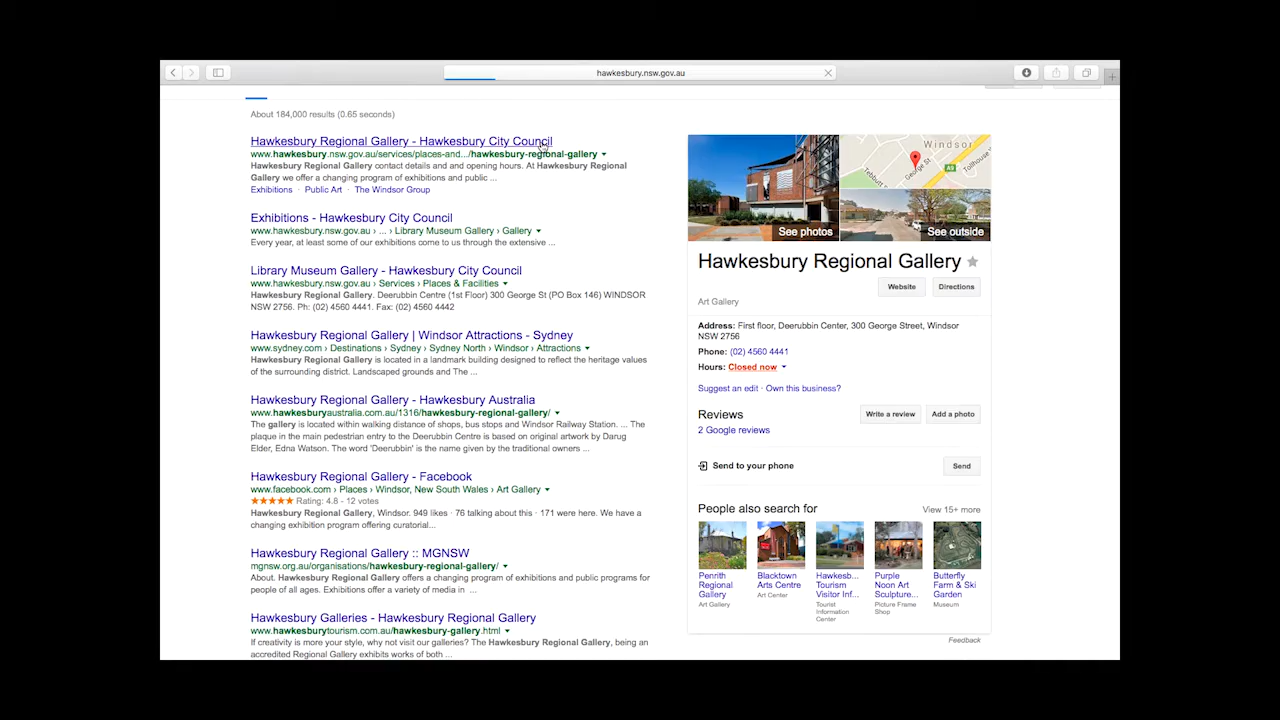 hawkesbury.nsw.gov.au
About 184,000 results (0.65 seconds)
Hawkesbury Regional Gallery - Hawkesbury City Council
www.hawkesbury.nsw.gov.au/services/places-and.../hawkesbury-regional-gallery
Hawkesbury Regional Gallery contact details and and opening hours. At Hawkesbury Regional
Gallery we offer a changing program of exhibitions and public ...
Exhibitions · Public Art · The Windsor Group
Exhibitions - Hawkesbury City Council
www.hawkesbury.nsw.gov.au › ... › Library Museum Gallery › Gallery
Every year, at least some of our exhibitions come to us through the extensive ...
Library Museum Gallery - Hawkesbury City Council
www.hawkesbury.nsw.gov.au › Services › Places & Facilities
Hawkesbury Regional Gallery. Deerubbin Centre (1st Floor) 300 George St (PO Box 146) WINDSOR
NSW 2756. Ph: (02) 4560 4441. Fax: (02) 4560 4442
Hawkesbury Regional Gallery | Windsor Attractions - Sydney
www.sydney.com › Destinations › Sydney › Sydney North › Windsor › Attractions
Hawkesbury Regional Gallery is located in a landmark building designed to reflect the heritage values
of the surrounding district. Landscaped grounds and The ...
Hawkesbury Regional Gallery - Hawkesbury Australia
www.hawkesburyaustralia.com.au/1316/hawkesbury-regional-gallery/
The gallery is located within walking distance of shops, bus stops and Windsor Railway Station. ... The
plaque in the main pedestrian entry to the Deerubbin Centre is based on original artwork by Darug
Elder, Edna Watson. The word 'Deerubbin' is the name given by the traditional owners ...
Hawkesbury Regional Gallery - Facebook
www.facebook.com › Places › Windsor, New South Wales › Art Gallery
Rating: 4.8 - 12 votes
Hawkesbury Regional Gallery, Windsor. 949 likes · 76 talking about this · 171 were here. We have a
changing exhibition program offering curatorial...
Hawkesbury Regional Gallery :: MGNSW
mgnsw.org.au/organisations/hawkesbury-regional-gallery/
About. Hawkesbury Regional Gallery offers a changing program of exhibitions and public programs for
people of all ages. Exhibitions offer a variety of media in ...
Hawkesbury Galleries - Hawkesbury Regional Gallery
www.hawkesburytourism.com.au/hawkesbury-gallery.html
If creativity is more your style, why not visit our galleries? The Hawkesbury Regional Gallery, being an
accredited Regional Gallery exhibits works of both ...
Windsor
George St
Tebbutt
Tollhouse
A9
See photos
See outside
Hawkesbury Regional Gallery
Website
Directions
Art Gallery
Address: First floor, Deerubbin Center, 300 George Street, Windsor
NSW 2756
Phone: (02) 4560 4441
Hours: Closed now
Suggest an edit · Own this business?
Reviews
Write a review
Add a photo
2 Google reviews
Send to your phone
Send
People also search for
View 15+ more
Penrith
Regional
Gallery
Art Gallery
Blacktown
Arts Centre
Art Center
Hawkesb...
Tourism
Visitor Inf...
Tourist
Information
Center
Purple
Noon Art
Sculpture...
Picture Frame
Shop
Butterfly
Farm & Ski
Garden
Museum
Feedback